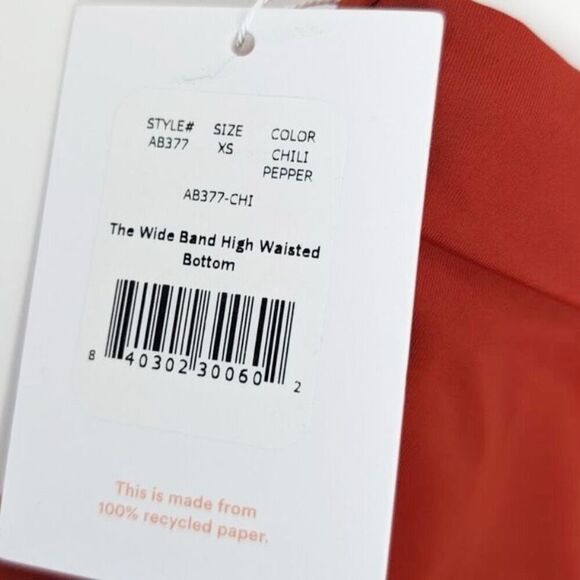 STYLE# SIZE COLOR
AB377 XS CHILI
PEPPER
AB377-CHI
The Wide Band High Waisted
Bottom
8 40302 30060 2
This is made from
100% recycled paper.